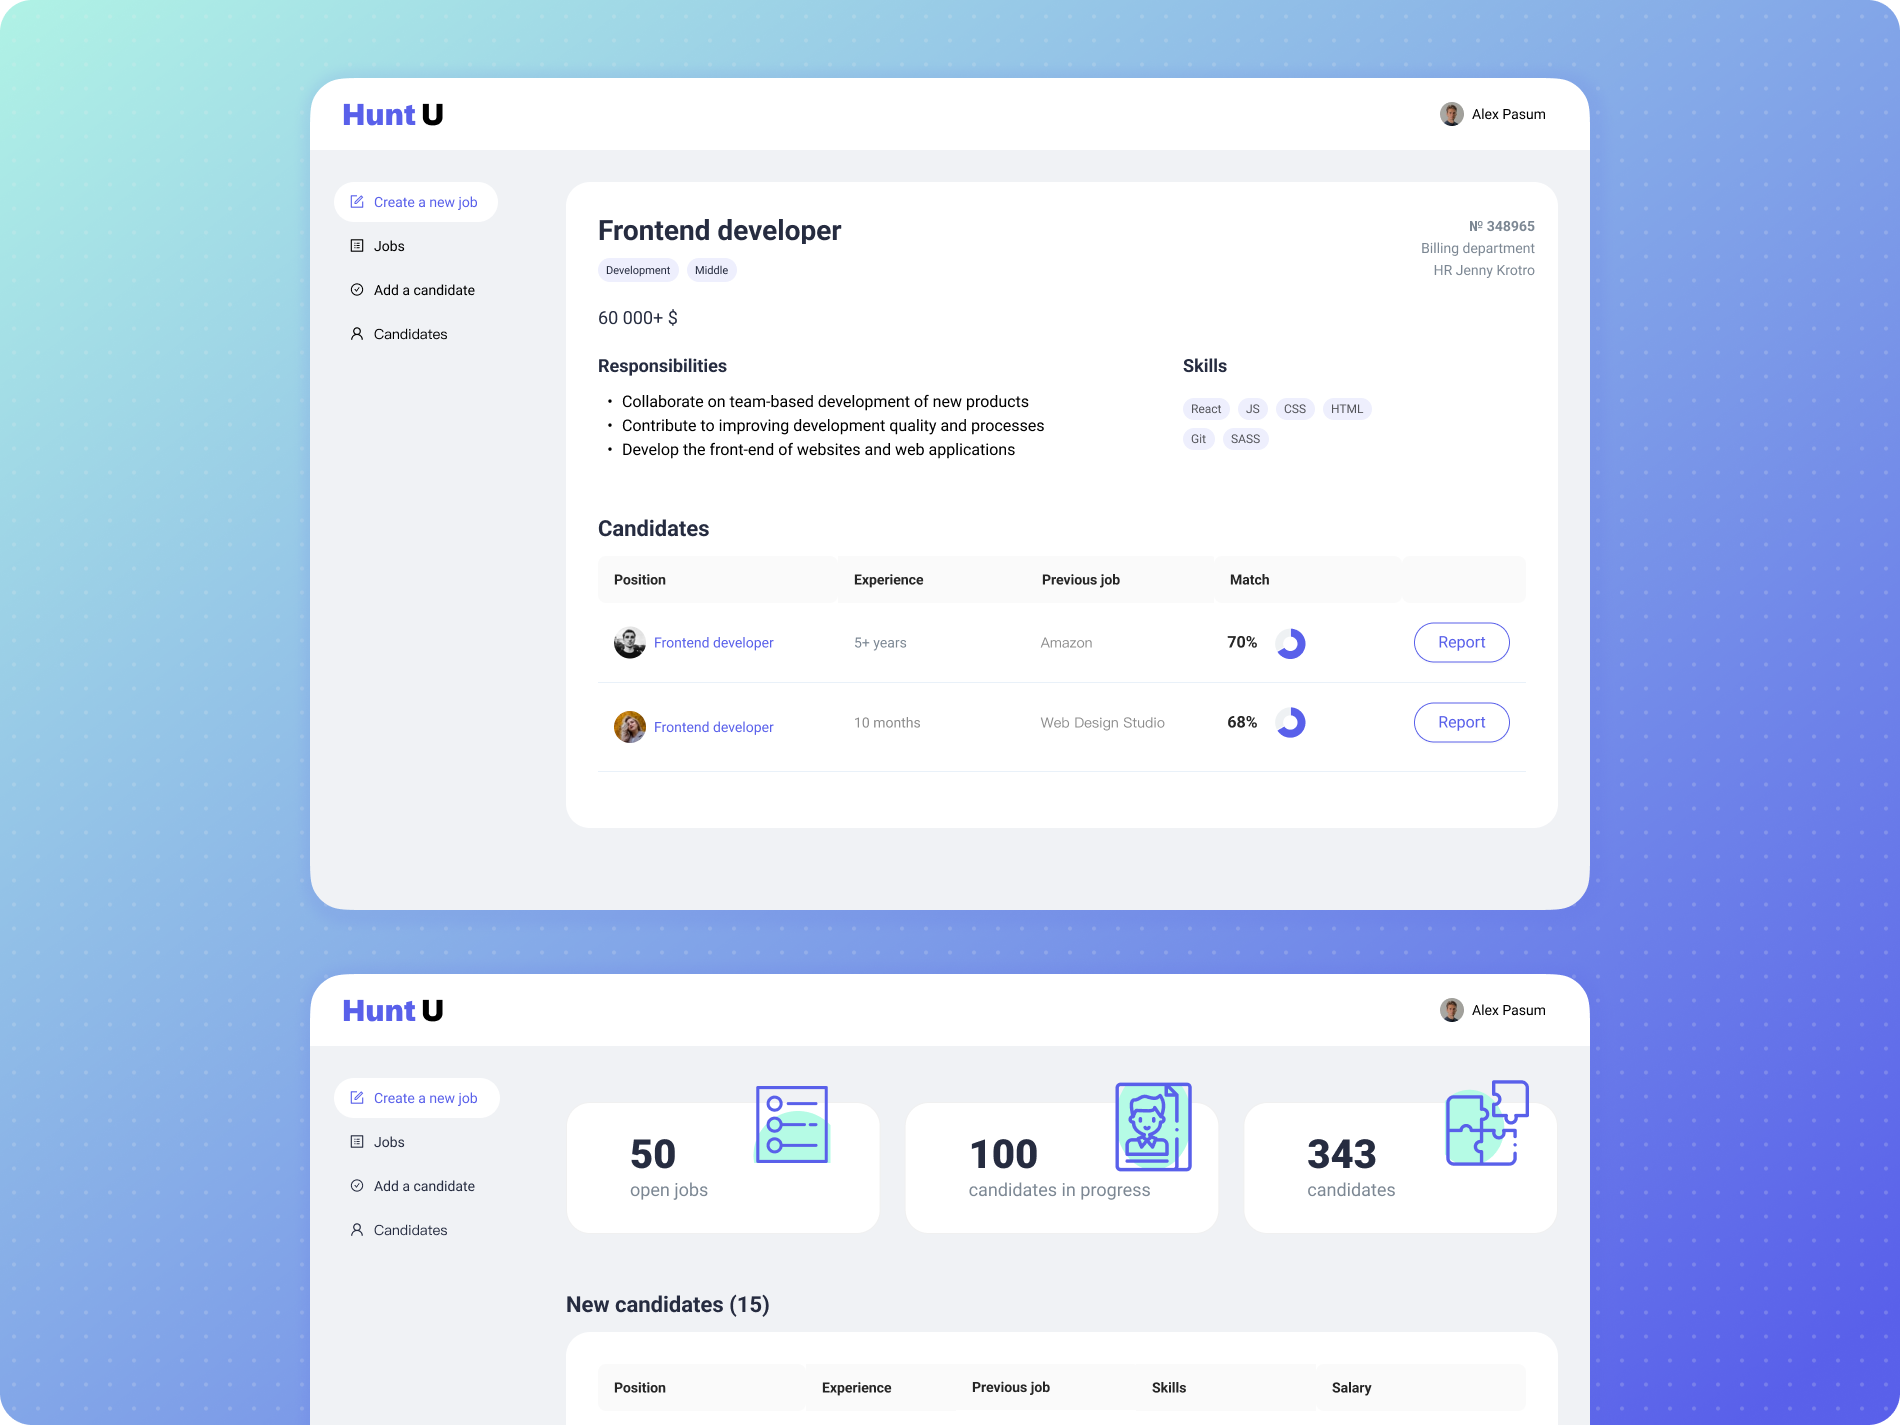 Hunt U
Alex Pasum
Create a new job
Jobs
Add a candidate
Candidates
Frontend developer
Development Middle
№ 348965
Billing department
HR Jenny Krotro
60 000+ $
Responsibilities
• Collaborate on team-based development of new products
• Contribute to improving development quality and processes
• Develop the front-end of websites and web applications
Skills
React JS CSS HTML
Git SASS
Candidates
Position Experience Previous job Match
Frontend developer 5+ years Amazon 70% Report
Frontend developer 10 months Web Design Studio 68% Report
Hunt U
Alex Pasum
Create a new job
Jobs
Add a candidate
Candidates
50
open jobs
100
candidates in progress
343
candidates
New candidates (15)
Position Experience Previous job Skills Salary